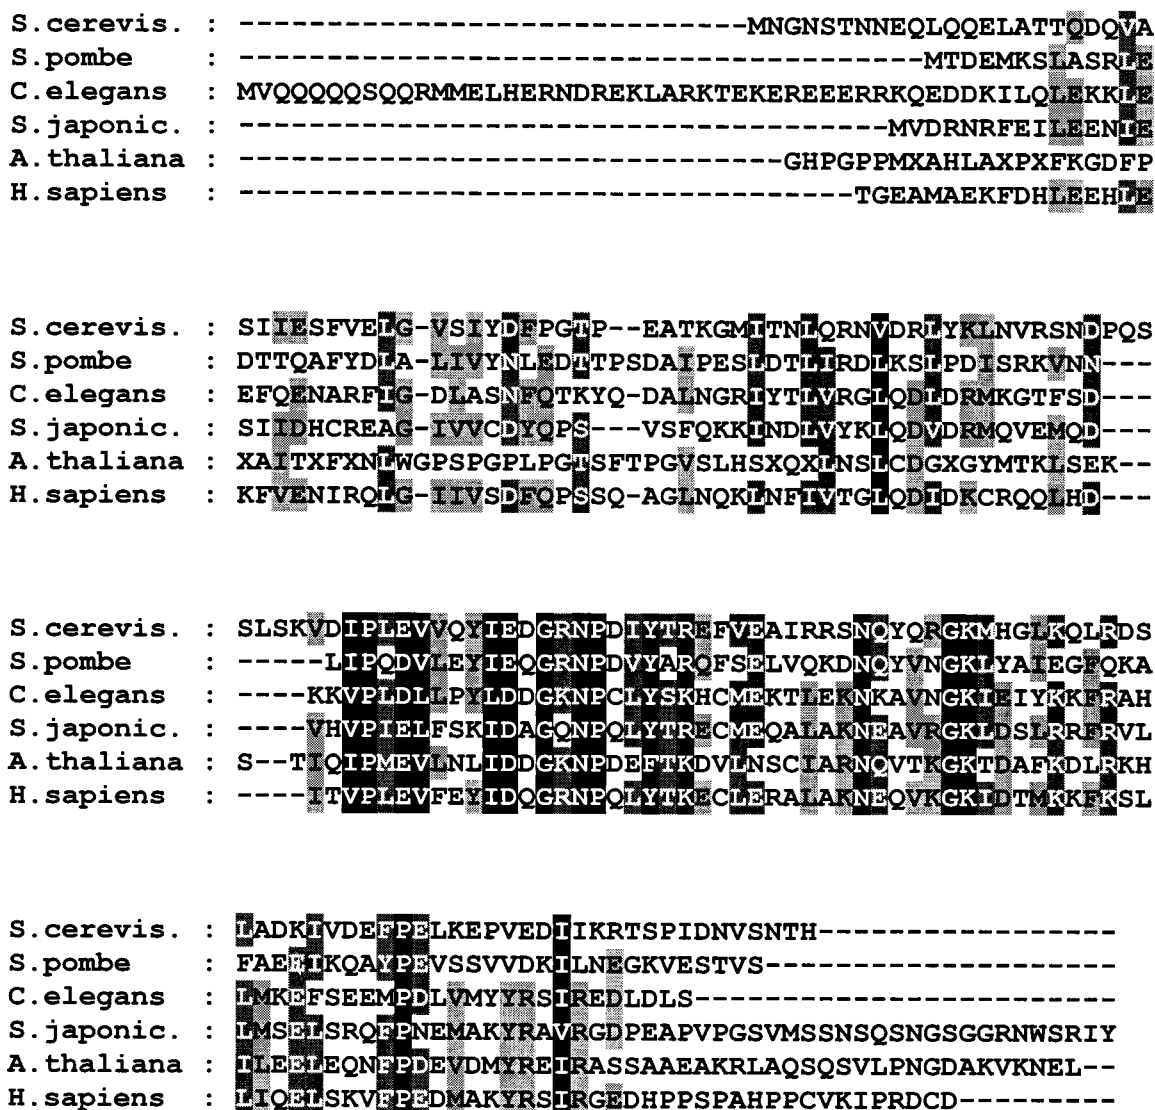 S.cerevis. : -----------------------------MNGNSTNNEQLQQELATTQDQVA
S.pombe : ---------------------------------------MTDEMKSLASRLE
C.elegans : MVQQQQQSQQRMMELHERNDREKLARKTEKEREEERRKQEDDKILQLEKKLE
S.japonic. : -------------------------------------MVDRNRFEILEENIE
A.thaliana : -------------------------------GHPGPPMXAHLAXPXFKGDFP
H.sapiens : -----------------------------------TGEAMAEKFDHLEEHLE
S.cerevis. : SIIESFVELG-VSIYDFPGTP--EATKGMITNLQRNVDRLYKLNVRSNDPQS
S.pombe : DTTQAFYDLA-LIVYNLEDTTPSDAIPESLDTLIRDLKSLPDISRKVNN---
C.elegans : EFQENARFIG-DLASNFQTKYQ-DALNGRIYTLVRGLQDLDRMKGTFSD---
S.japonic. : SIIDHCREAG-IVVCDYQPS---VSFQKKINDLVYKLQDVDRMQVEMQD---
A.thaliana : XAITXFXNLWGPSPGPLPGTSFTPGVSLHSXQXLNSLCDGXGYMTKLSEK--
H.sapiens : KFVENIRQLG-IIVSDFQPSSQ-AGLNQKLNFIVTGLQDIDKCRQQLHD---
S.cerevis. : SLSKVDIPLEVVQYIEDGRNPDIYTREFVEAIRRSNQYQRGKMHGLKQLRDS
S.pombe : -----LIPQDVLEYIEQGRNPDVYARQFSELVQKDNQYVNGKLYAIEGFQKA
C.elegans : ----KKVPLDLLPYLDDGKNPCLYSKHCMEKTLEKNKAVNGKIEIYKKFRAH
S.japonic. : ----VHVPIELFSKIDAGQNPQLYTRECMEQALAKNEAVRGKLDSLRRFRVL
A.thaliana : S--TIQIPMEVLNLIDDGKNPDEFTKDVLNSCIARNQVTKGKTDAFKDLRKH
H.sapiens : ----ITVPLEVFEYIDQGRNPQLYTKECLERALAKNEQVKGKIDTMKKFKSL
S.cerevis. : LADKIVDEFPELKEPVEDIIKRTSPIDNVSNTH-----------------
S.pombe : FAEEIKQAYPEVSSVVDKILNEGKVESTVS--------------------
C.elegans : LMKEFSEEMPDLVMYYRSIREDLDLS------------------------
S.japonic. : LMSELSRQFPNEMAKYRAVRGDPEAPVPGSVMSSNSQSNGSGGRNWSRIY
A.thaliana : ILEELEQNFPDEVDMYREIRASSAAEAKRLAQSQSVLPNGDAKVKNEL--
H.sapiens : LIQELSKVFPEDMAKYRSIRGEDHPPSPAHPPCVKIPRDCD---------